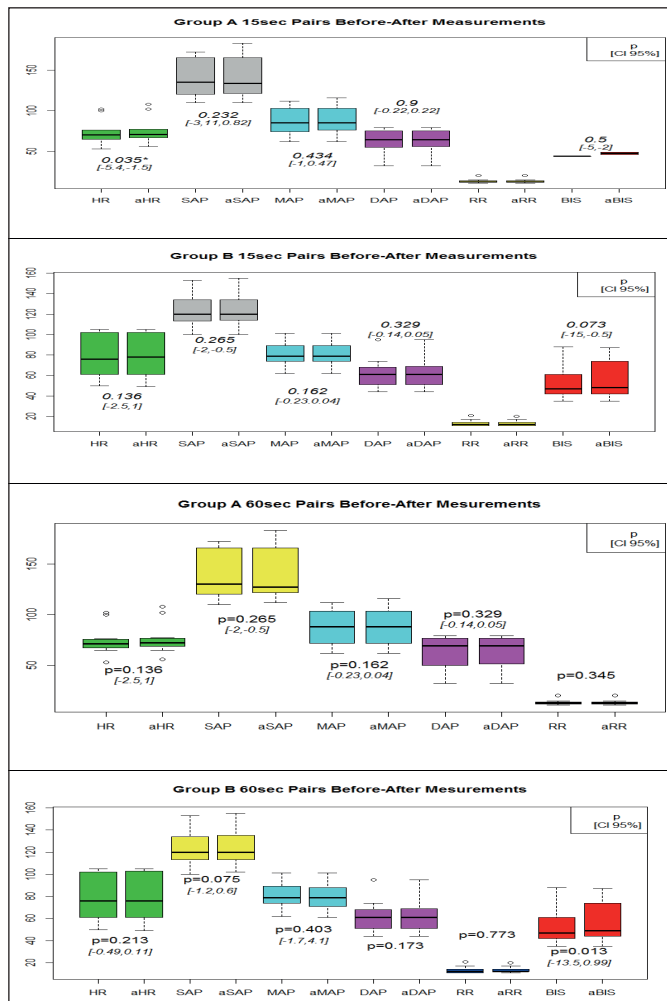 Group A 15sec Pairs Before-After Measurements
p
[CI 95%]
150
100
50
0.035*
[-5.4,-1.5]
0.232
[-3,11,0.82]
0.434
[-1,0.47]
0.9
[-0.22,0.22]
0.5
[-5,-2]
HR aHR SAP aSAP MAP aMAP DAP aDAP RR aRR BIS aBIS
Group B 15sec Pairs Before-After Measurements
p
[CI 95%]
160
140
120
100
80
60
40
20
0.136
[-2.5,1]
0.265
[-2,-0.5]
0.162
[-0.23.0.04]
0.329
[-0.14,0.05]
0.073
[-15,-0.5]
HR aHR SAP aSAP MAP aMAP DAP aDAP RR aRR BIS aBIS
Group A 60sec Pairs Before-After Mesurements
p
[CI 95%]
150
100
50
p=0.136
[-2.5,1]
p=0.265
[-2,-0.5]
p=0.162
[-0.23,0.04]
p=0.329
[-0.14,0.05]
p=0.345
HR aHR SAP aSAP MAP aMAP DAP aDAP RR aRR
Group B 60sec Pairs Before-After Mesurements
p
[CI 95%]
160
140
120
100
80
60
40
20
p=0.213
[-0.49,0.11]
p=0.075
[-1.2,0.6]
p=0.403
[-1.7,4.1]
p=0.173
p=0.773
p=0.013
[-13.5,0.99]
HR aHR SAP aSAP MAP aMAP DAP aDAP RR aRR BIS aBIS